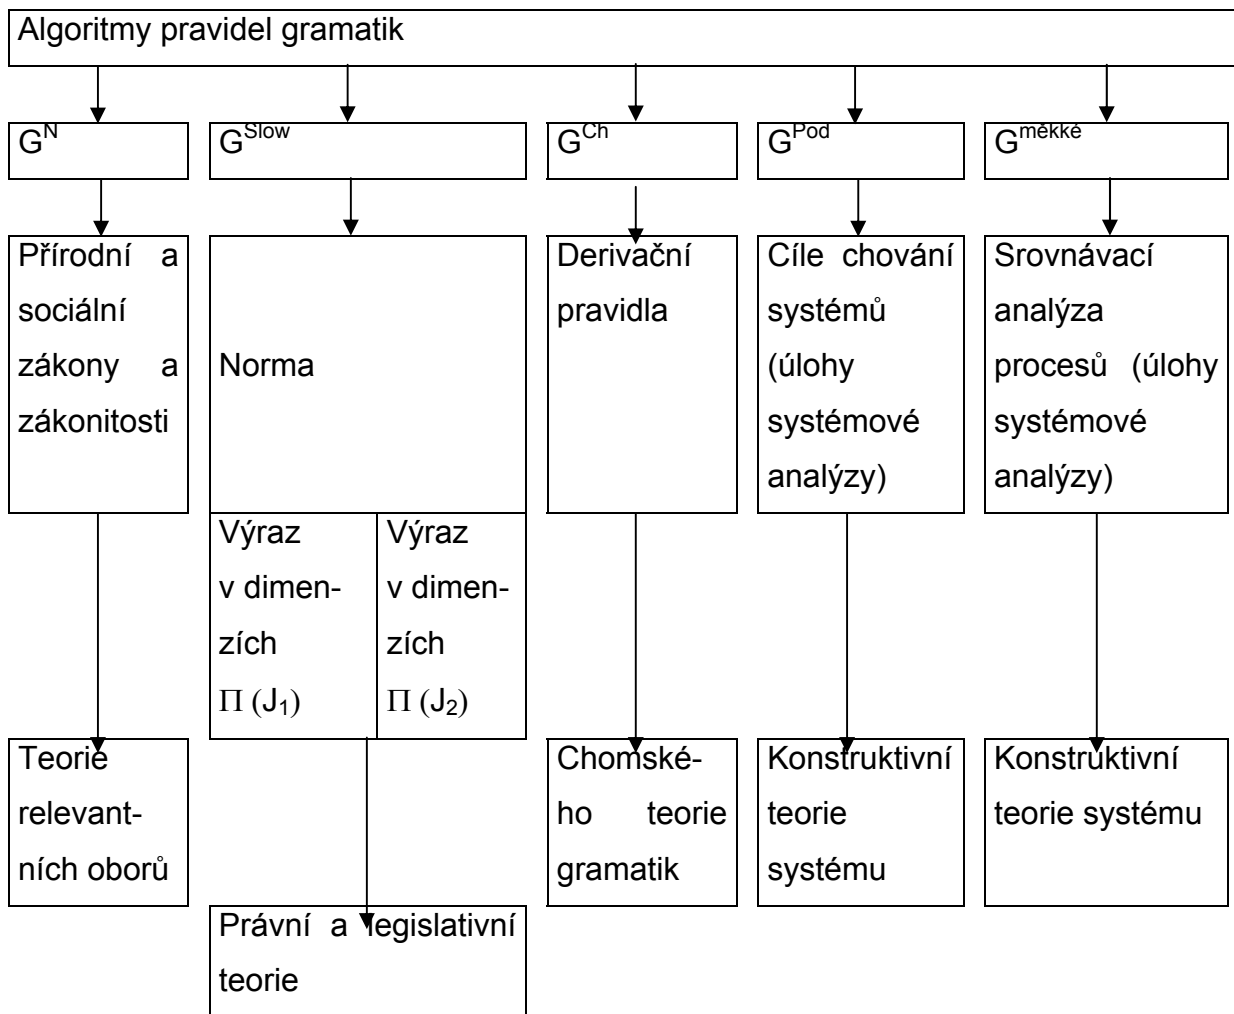 Algoritmy pravidel gramatik
G^N
G^Slow
G^Ch
G^Pod
G^měkké
Přírodní a
sociální
zákony a
zákonitosti
Norma
Derivační
pravidla
Cíle chování
systémů
(úlohy
systémové
analýzy)
Srovnávací
analýza
procesů (úlohy
systémové
analýzy)
Výraz
v dimen-
zích
Π (J₁)
Výraz
v dimen-
zích
Π (J₂)
Teorie
relevant-
ních oborů
Chomské-
ho teorie
gramatik
Konstruktivní
teorie
systému
Konstruktivní
teorie systému
Právní a legislativní
teorie